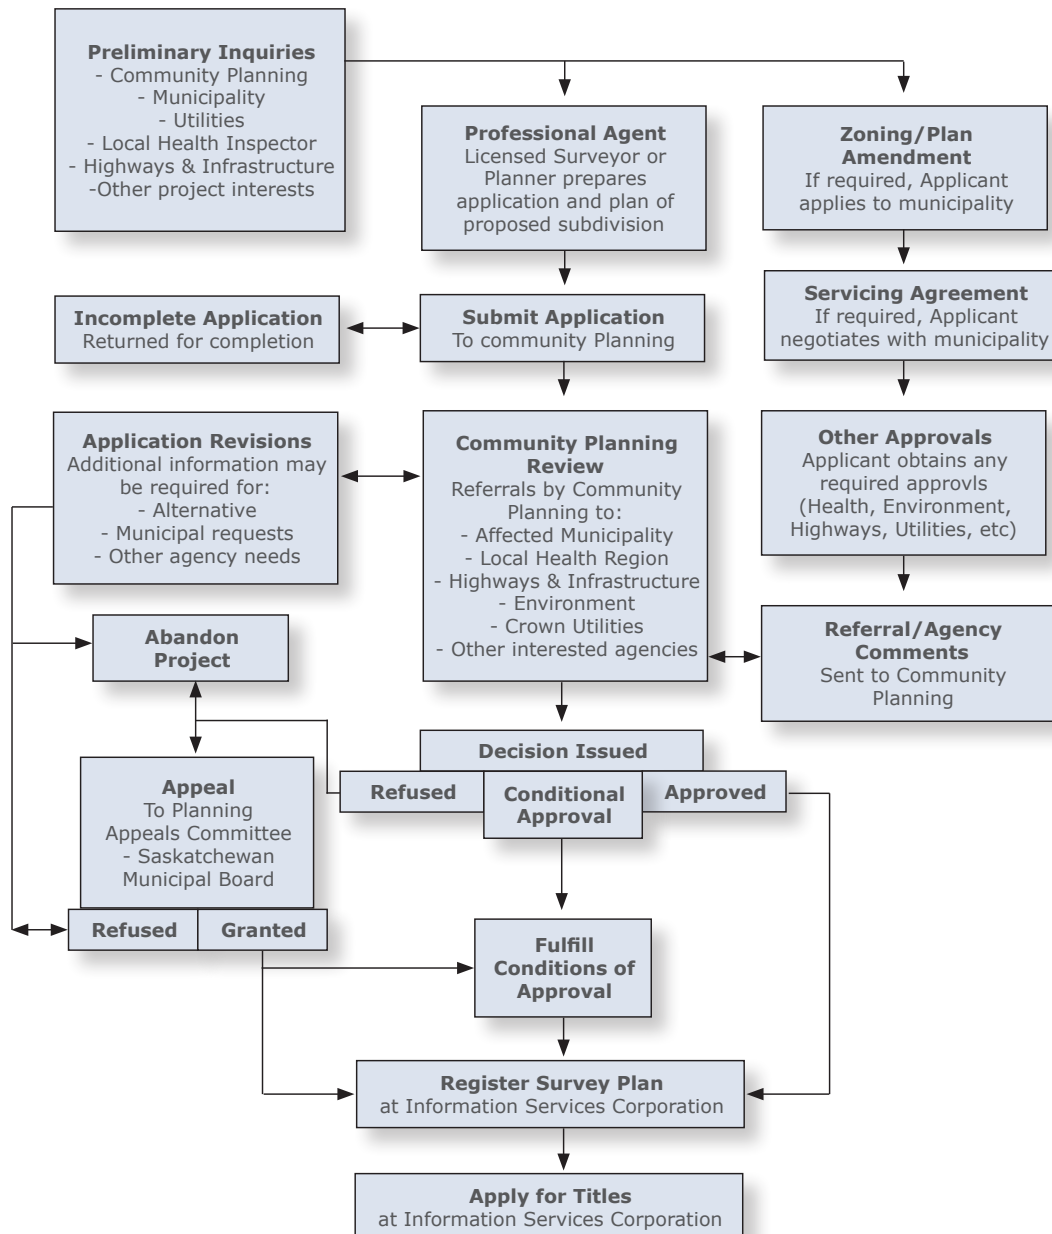 Preliminary Inquiries
- Community Planning
- Municipality
- Utilities
- Local Health Inspector
- Highways & Infrastructure
-Other project interests
Professional Agent
Licensed Surveyor or
Planner prepares
application and plan of
proposed subdivision
Zoning/Plan
Amendment
If required, Applicant
applies to municipality
Incomplete Application
Returned for completion
Submit Application
To community Planning
Servicing Agreement
If required, Applicant
negotiates with municipality
Application Revisions
Additional information may
be required for:
- Alternative
- Municipal requests
- Other agency needs
Community Planning
Review
Referrals by Community
Planning to:
- Affected Municipality
- Local Health Region
- Highways & Infrastructure
- Environment
- Crown Utilities
- Other interested agencies
Other Approvals
Applicant obtains any
required approvls
(Health, Environment,
Highways, Utilities, etc)
Abandon
Project
Referral/Agency
Comments
Sent to Community
Planning
Decision Issued
Refused
Conditional
Approval
Approved
Appeal
To Planning
Appeals Committee
- Saskatchewan
Municipal Board
Refused
Granted
Fulfill
Conditions of
Approval
Register Survey Plan
at Information Services Corporation
Apply for Titles
at Information Services Corporation